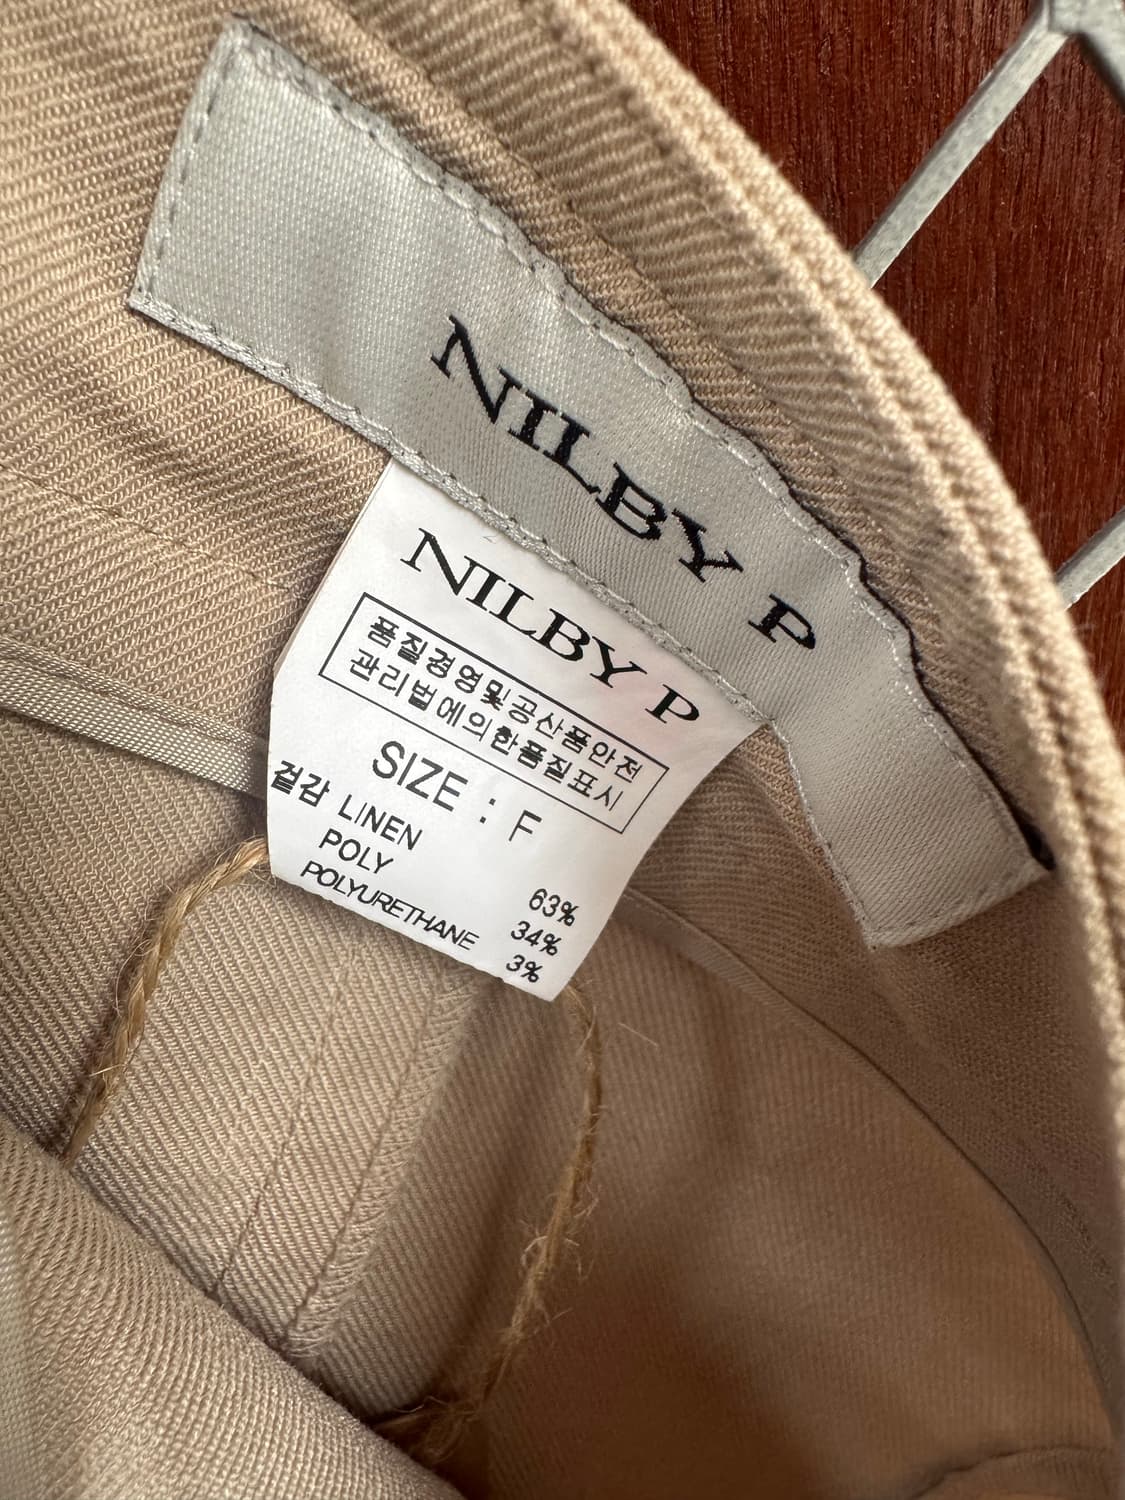 NILBY P
NILBY P
품질경영및공산품안전
관리법에의한품질표시
SIZE : F
겉감 LINEN 63%
POLY 34%
POLYURETHANE 3%